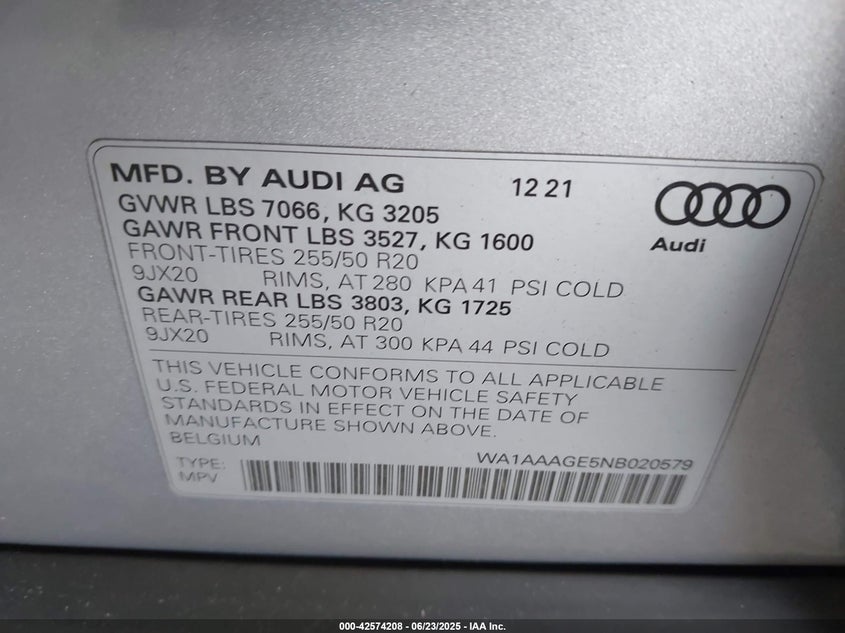 MFD. BY AUDI AG 12 21
GVWR LBS 7066, KG 3205
GAWR FRONT LBS 3527, KG 1600
FRONT-TIRES 255/50 R20
9JX20 RIMS, AT 280 KPA 41 PSI COLD
GAWR REAR LBS 3803, KG 1725
REAR-TIRES 255/50 R20
9JX20 RIMS, AT 300 KPA 44 PSI COLD
Audi
THIS VEHICLE CONFORMS TO ALL APPLICABLE
U.S. FEDERAL MOTOR VEHICLE SAFETY
STANDARDS IN EFFECT ON THE DATE OF
MANUFACTURE SHOWN ABOVE.
BELGIUM
WA1AAAGE5NB020579
TYPE:
MPV
000-42574208 - 06/23/2025 - IAA Inc.